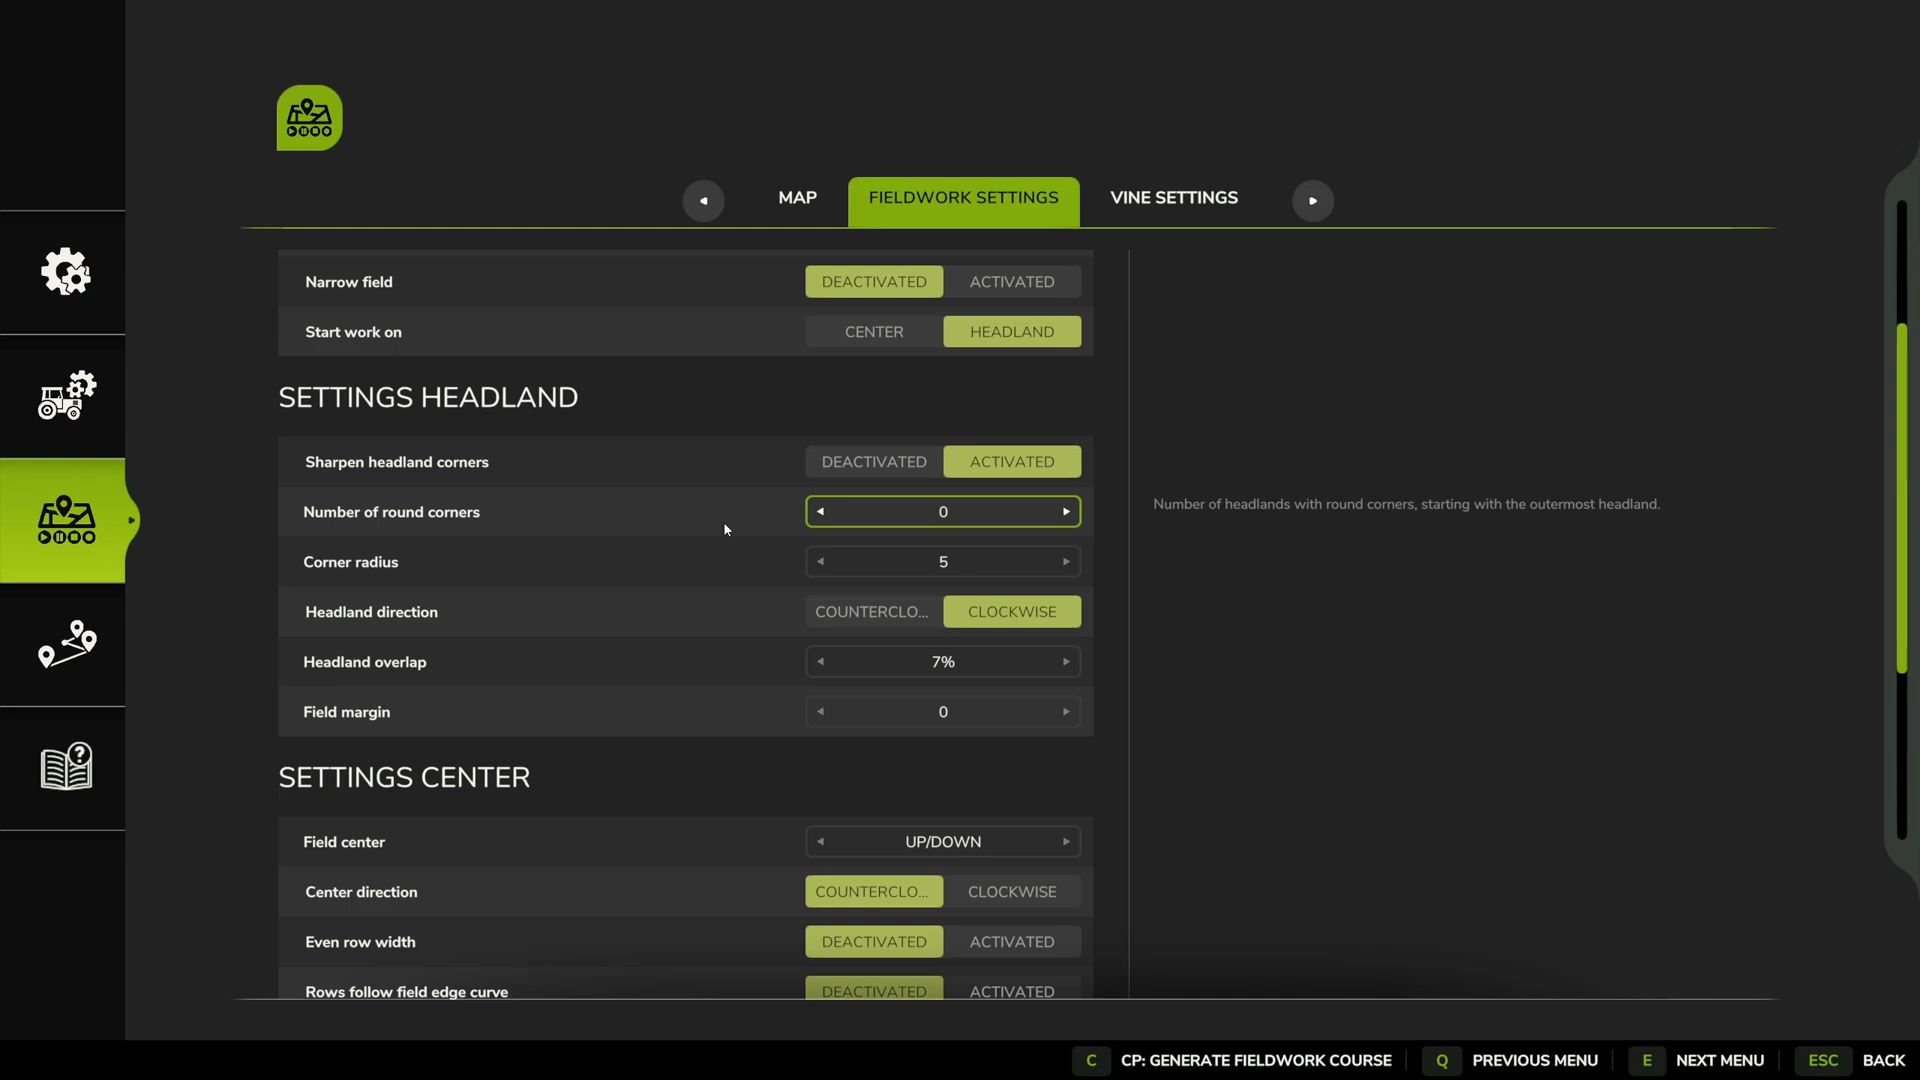 MAP
FIELDWORK SETTINGS
VINE SETTINGS
Narrow field
DEACTIVATED
ACTIVATED
Start work on
CENTER
HEADLAND
SETTINGS HEADLAND
Sharpen headland corners
DEACTIVATED
ACTIVATED
Number of round corners
0
Number of headlands with round corners, starting with the outermost headland.
Corner radius
5
Headland direction
COUNTERCLO...
CLOCKWISE
Headland overlap
7%
Field margin
0
SETTINGS CENTER
Field center
UP/DOWN
Center direction
COUNTERCLO...
CLOCKWISE
Even row width
DEACTIVATED
ACTIVATED
Rows follow field edge curve
DEACTIVATED
ACTIVATED
C CP: GENERATE FIELDWORK COURSE
Q PREVIOUS MENU
E NEXT MENU
ESC BACK